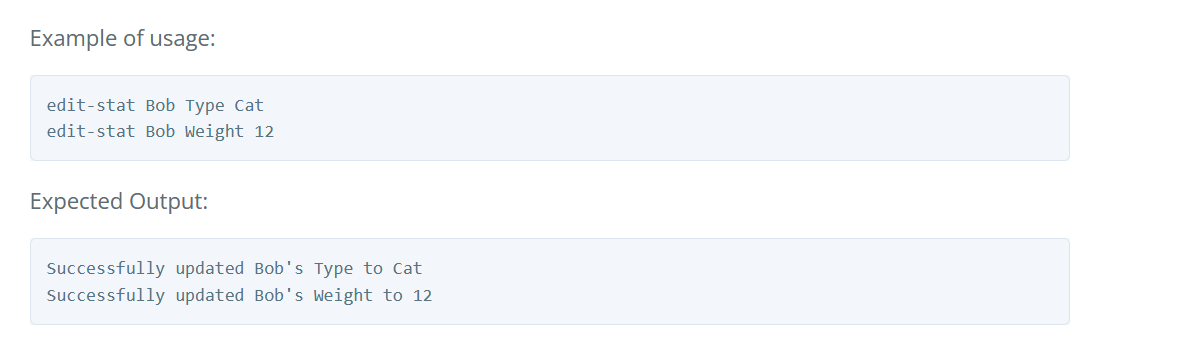 Example of usage:
edit-stat Bob Type Cat
edit-stat Bob Weight 12
Expected Output:
Successfully updated Bob's Type to Cat
Successfully updated Bob's Weight to 12